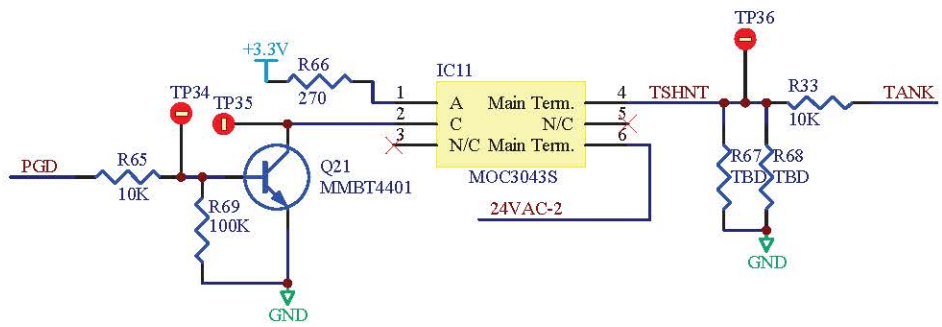 TP36
+3.3V
R66
270
IC11
TP34
TP35
1
2
3
A
C
N/C
Main Term.
N/C
Main Term.
4
5
6
TSHNT
R33
10K
TANK
MOC3043S
PGD
R65
10K
Q21
MMBT4401
R69
100K
24VAC-2
R67
TBD
R68
TBD
GND
GND